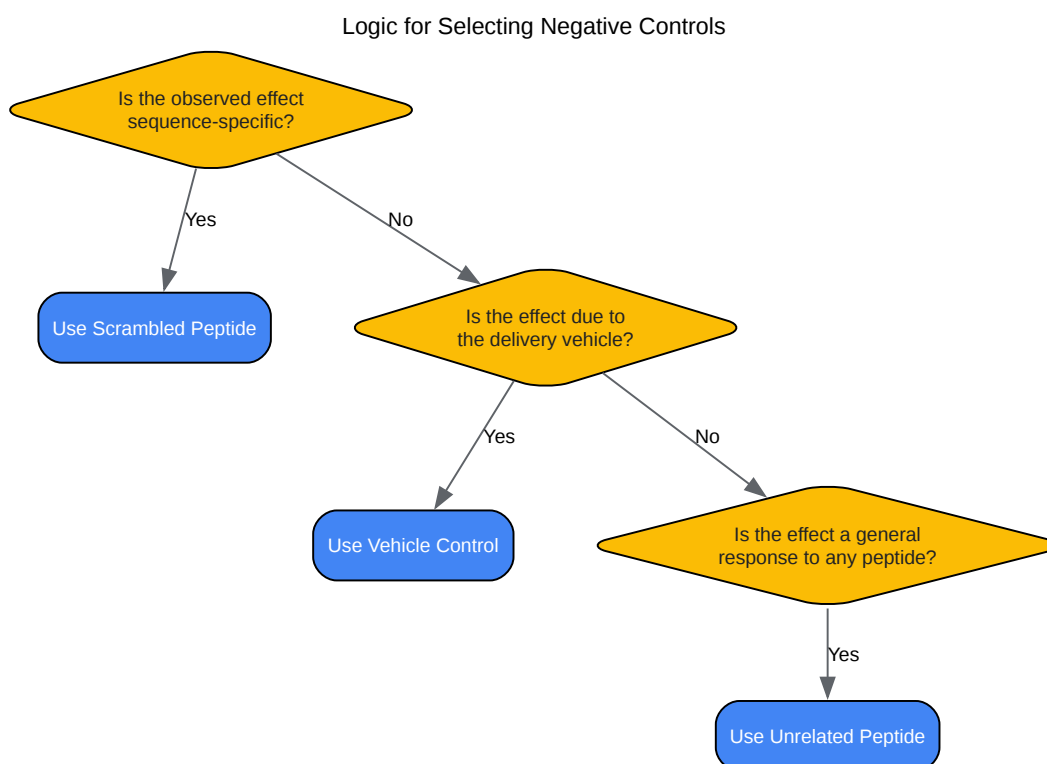 Logic for Selecting Negative Controls
Is the observed effect
sequence-specific?
Yes
No
Use Scrambled Peptide
Is the effect due to
the delivery vehicle?
Yes
No
Use Vehicle Control
Is the effect a general
response to any peptide?
Yes
Use Unrelated Peptide